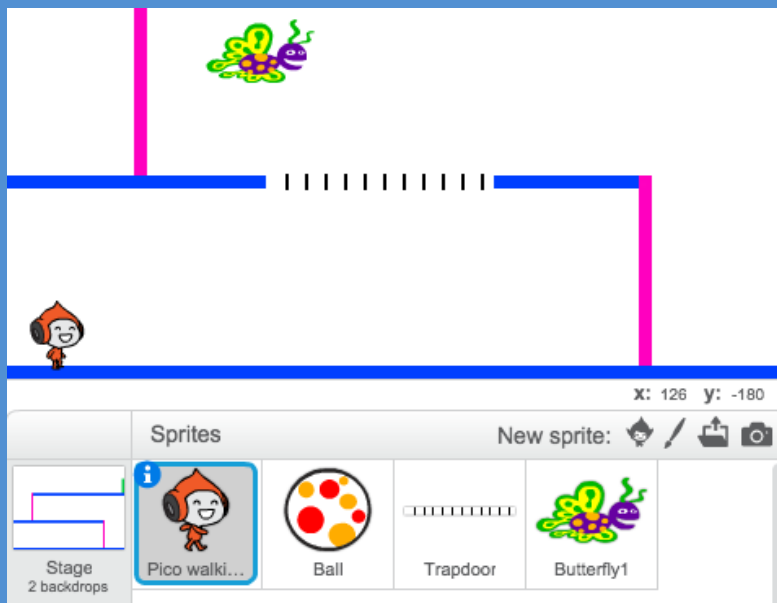 x: 126 y: -180
Sprites
New sprite:
Stage
2 backdrops
Pico walki...
Ball
Trapdoor
Butterfly1